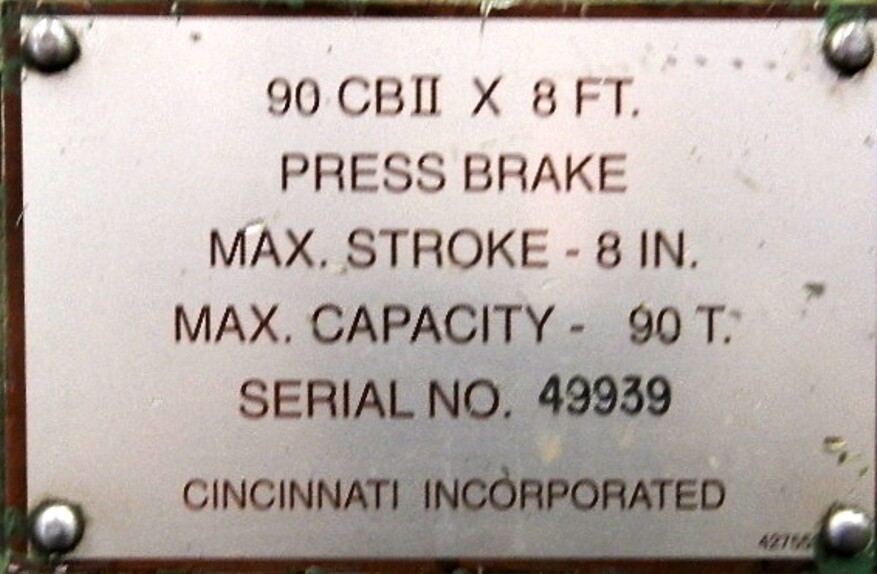 90 CBII X 8 FT.
PRESS BRAKE
MAX. STROKE - 8 IN.
MAX. CAPACITY - 90 T.
SERIAL NO. 49939
CINCINNATI INCORPORATED